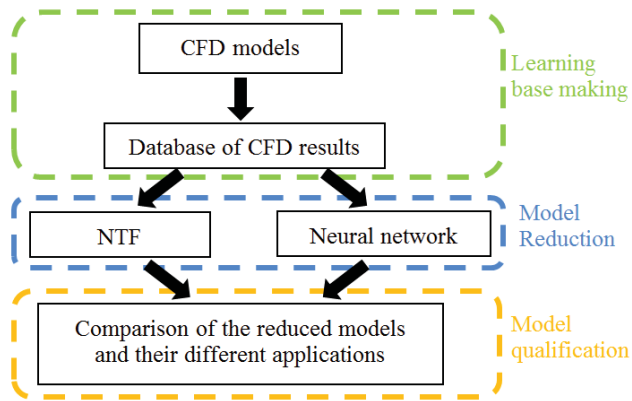 CFD models
Learning
base making
Database of CFD results
NTF
Neural network
Model
Reduction
Comparison of the reduced models
and their different applications
Model
qualification